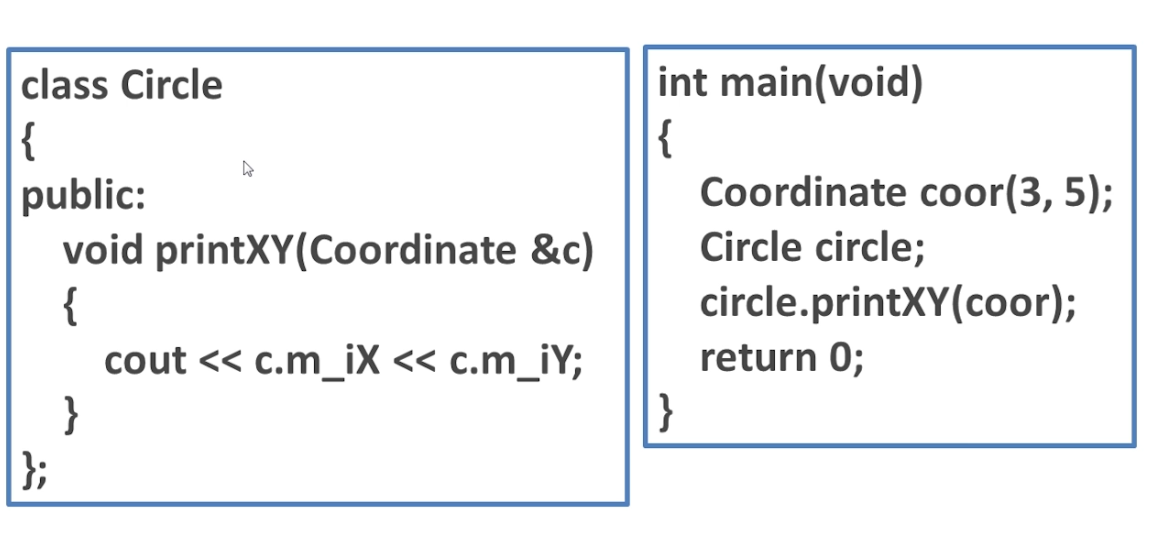 class Circle
{
public:
void printXY(Coordinate &c)
{
cout << c.m_iX << c.m_iY;
}
};
int main(void)
{
Coordinate coor(3, 5);
Circle circle;
circle.printXY(coor);
return 0;
}